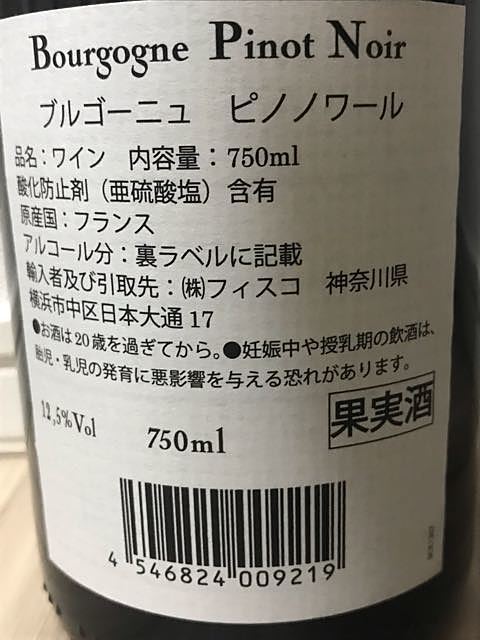 Bourgogne Pinot Noir
ブルゴーニュ ピノノワール
品名：ワイン 内容量：750ml
酸化防止剤（亜硫酸塩）含有
原産国：フランス
アルコール分：裏ラベルに記載
輸入者及び引取先：㈱フィスコ 神奈川県
横浜市中区日本大通17
●お酒は20歳を過ぎてから。●妊娠中や授乳期の飲酒は、
胎児・乳児の発育に悪影響を与える恐れがあります。
12,5%Vol
750ml
果実酒
4 546824 009219